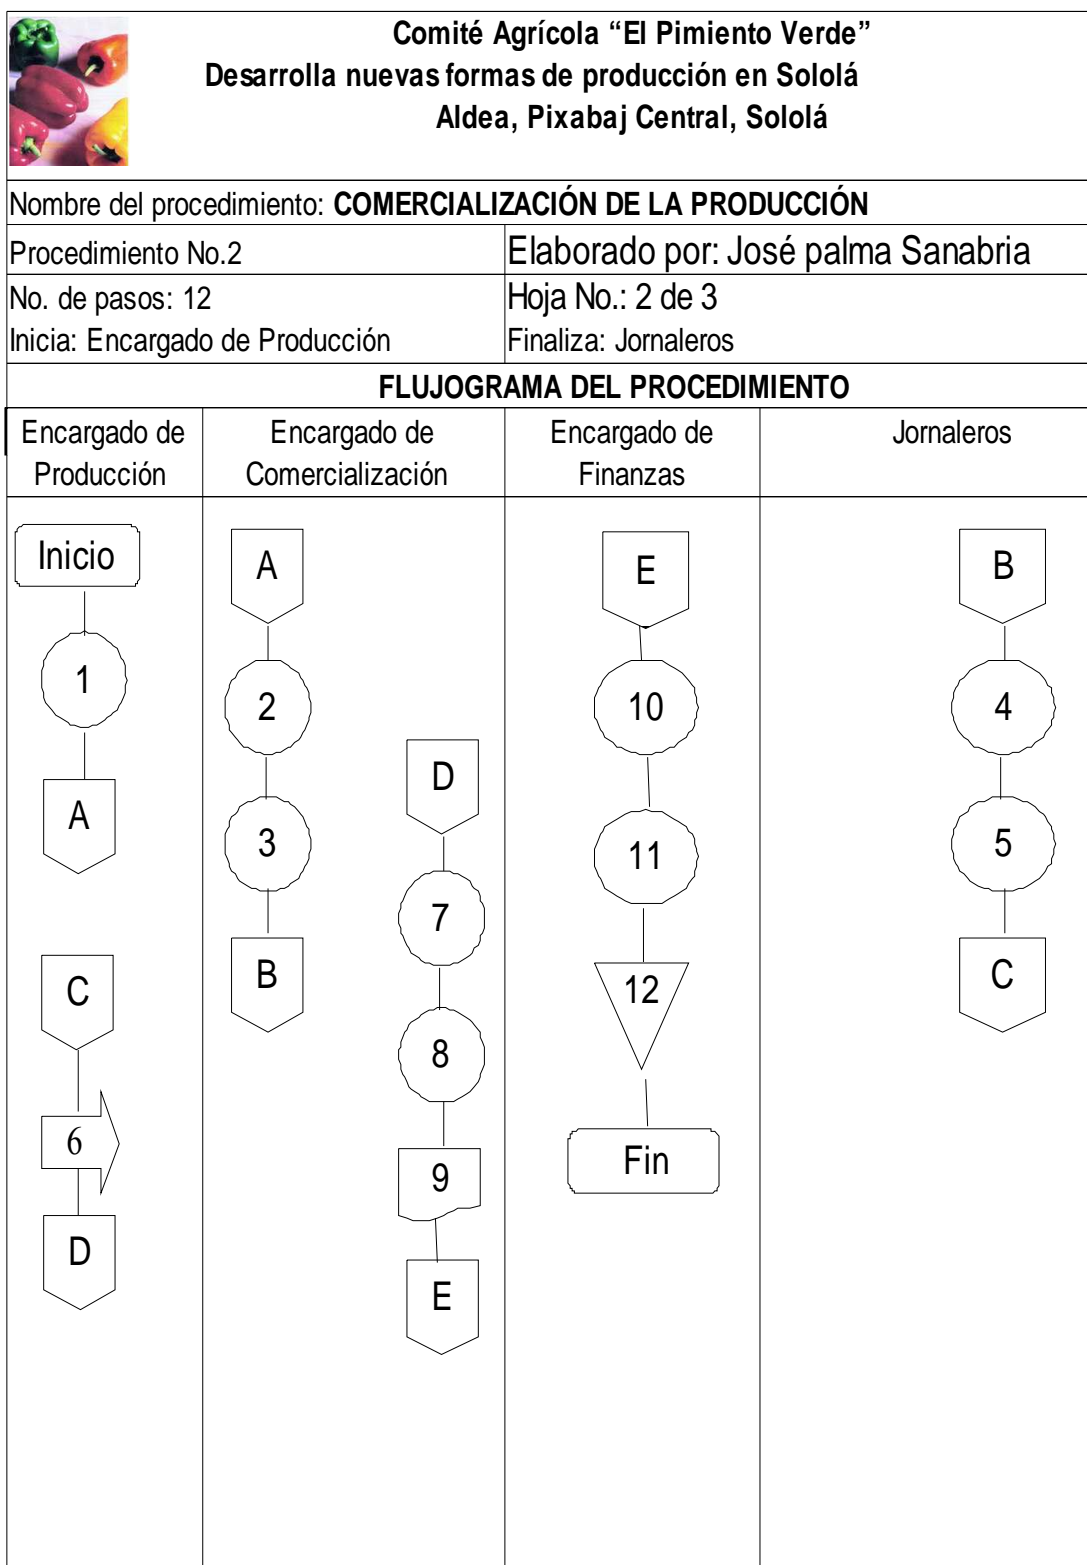 Comité Agrícola “El Pimiento Verde”
Desarrolla nuevas formas de producción en Sololá
Aldea, Pixabaj Central, Sololá
Nombre del procedimiento: COMERCIALIZACIÓN DE LA PRODUCCIÓN
Procedimiento No.2
Elaborado por: José palma Sanabria
No. de pasos: 12
Hoja No.: 2 de 3
Inicia: Encargado de Producción
Finaliza: Jornaleros
FLUJOGRAMA DEL PROCEDIMIENTO
Encargado de
Producción
Encargado de
Comercialización
Encargado de
Finanzas
Jornaleros
Inicio
1
A
C
6
D
A
2
3
B
D
7
8
9
E
E
10
11
12
Fin
B
4
5
C